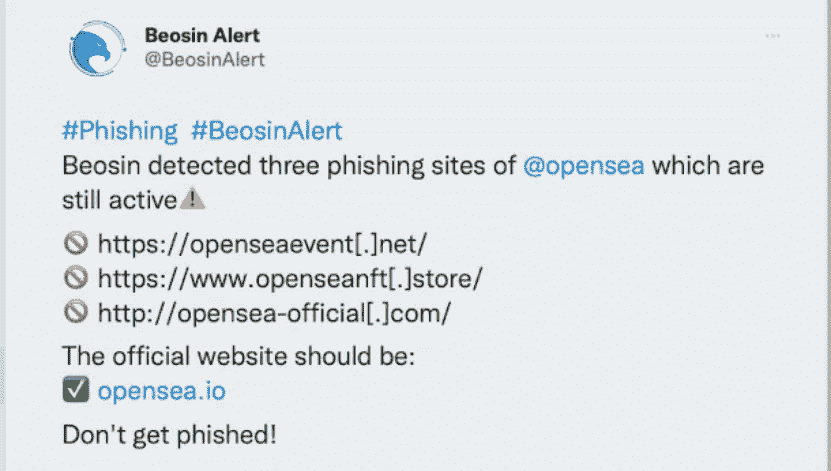 Beosin Alert
@BeosinAlert
#Phishing #BeosinAlert
Beosin detected three phishing sites of @opensea which are
still active⚠
🚫 https://openseaevent[.]net/
🚫 https://www.openseanft[.]store/
🚫 http://opensea-official[.]com/
The official website should be:
☑ opensea.io
Don't get phished!